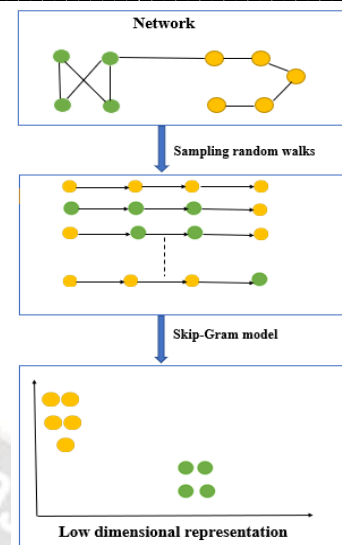 Network
Sampling random walks
Skip-Gram model
Low dimensional representation